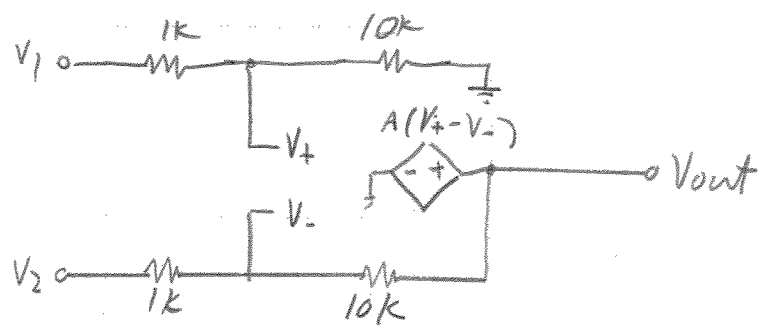 1K
10K
V1
V+
A(V+-V-)
- +
Vout
V-
V2
1K
10K